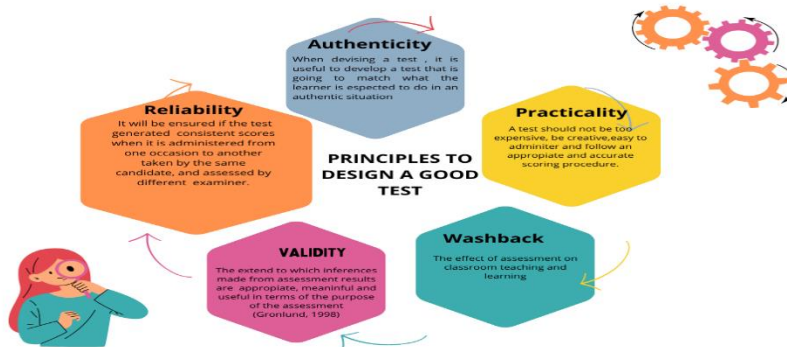 Authenticity
When devising a test , it is
useful to develop a test that is
going to match what the
learner is espected to do in an
authentic situation
Reliability
It will be ensured if the test
generated consistent scores
when it is administered from
one occasion to another
taken by the same
candidate, and assessed by
different examiner.
Practicality
A test should not be too
expensive, be creative,easy to
adminiter and follow an
appropiate and accurate
scoring procedure.
PRINCIPLES TO
DESIGN A GOOD
TEST
VALIDITY
The extend to which inferences
made from assessment results
are appropiate, meaninful and
useful in terms of the purpose
of the assessment
(Gronlund, 1998)
Washback
The effect of assessment on
classroom teaching and
learning